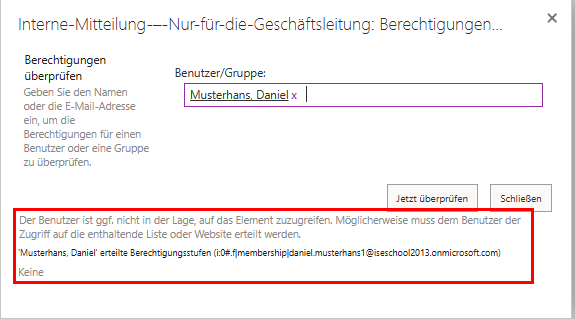 Interne-Mitteilung-–-Nur-für-die-Geschäftsleitung: Berechtigungen...
Berechtigungen
überprüfen
Geben Sie den Namen
oder die E-Mail-Adresse
ein, um die
Berechtigungen für einen
Benutzer oder eine Gruppe
zu überprüfen.
Benutzer/Gruppe:
Musterhans, Daniel x
Jetzt überprüfen
Schließen
Der Benutzer ist ggf. nicht in der Lage, auf das Element zuzugreifen. Möglicherweise muss dem Benutzer der
Zugriff auf die enthaltende Liste oder Website erteilt werden.
'Musterhans, Daniel' erteilte Berechtigungsstufen (i:0#.f|membership|daniel.musterhans1@iseschool2013.onmicrosoft.com)
Keine